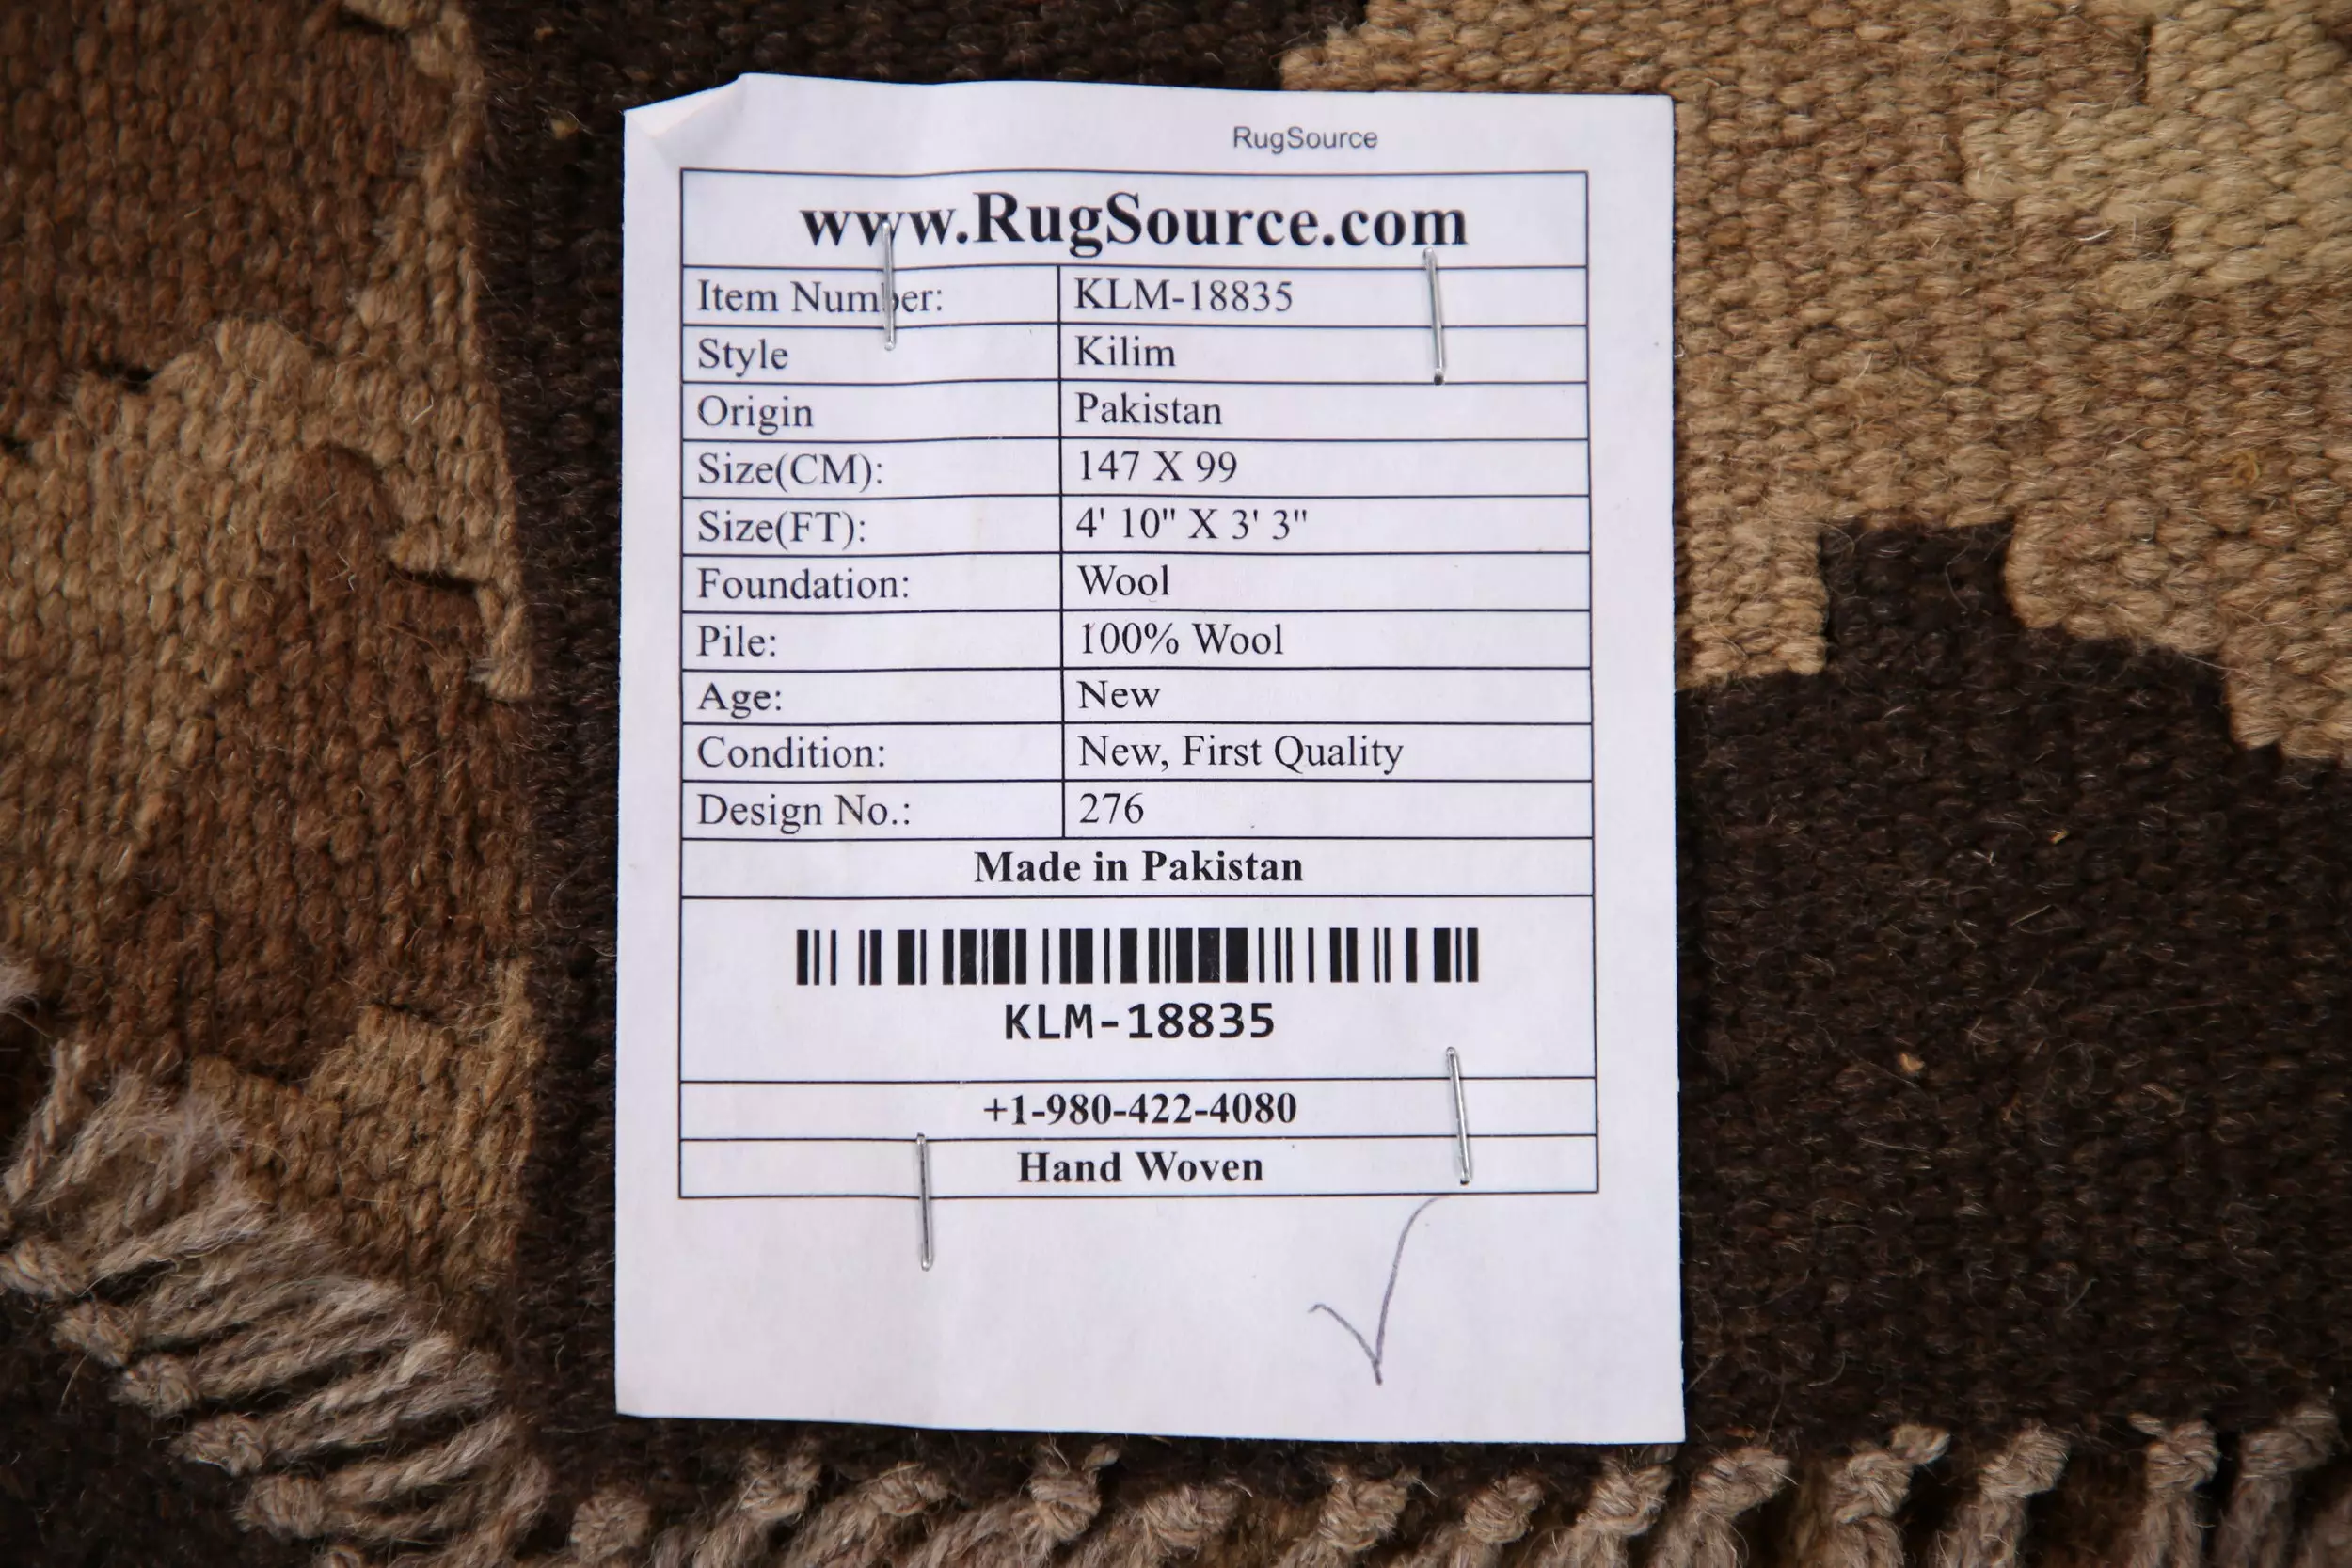 RugSource
www.RugSource.com
Item Number: KLM-18835
Style Kilim
Origin Pakistan
Size(CM): 147 X 99
Size(FT): 4' 10" X 3' 3"
Foundation: Wool
Pile: 100% Wool
Age: New
Condition: New, First Quality
Design No.: 276
Made in Pakistan
KLM-18835
+1-980-422-4080
Hand Woven